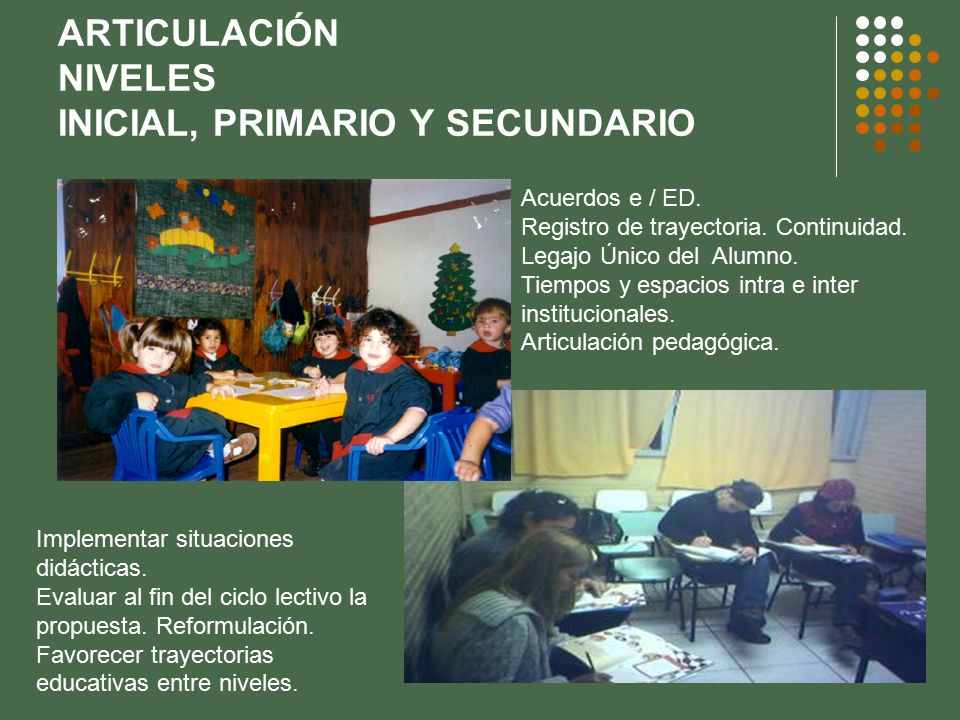 ARTICULACIÓN
NIVELES
INICIAL, PRIMARIO Y SECUNDARIO
Acuerdos e / ED.
Registro de trayectoria. Continuidad.
Legajo Único del Alumno.
Tiempos y espacios intra e inter
institucionales.
Articulación pedagógica.
Implementar situaciones
didácticas.
Evaluar al fin del ciclo lectivo la
propuesta. Reformulación.
Favorecer trayectorias
educativas entre niveles.